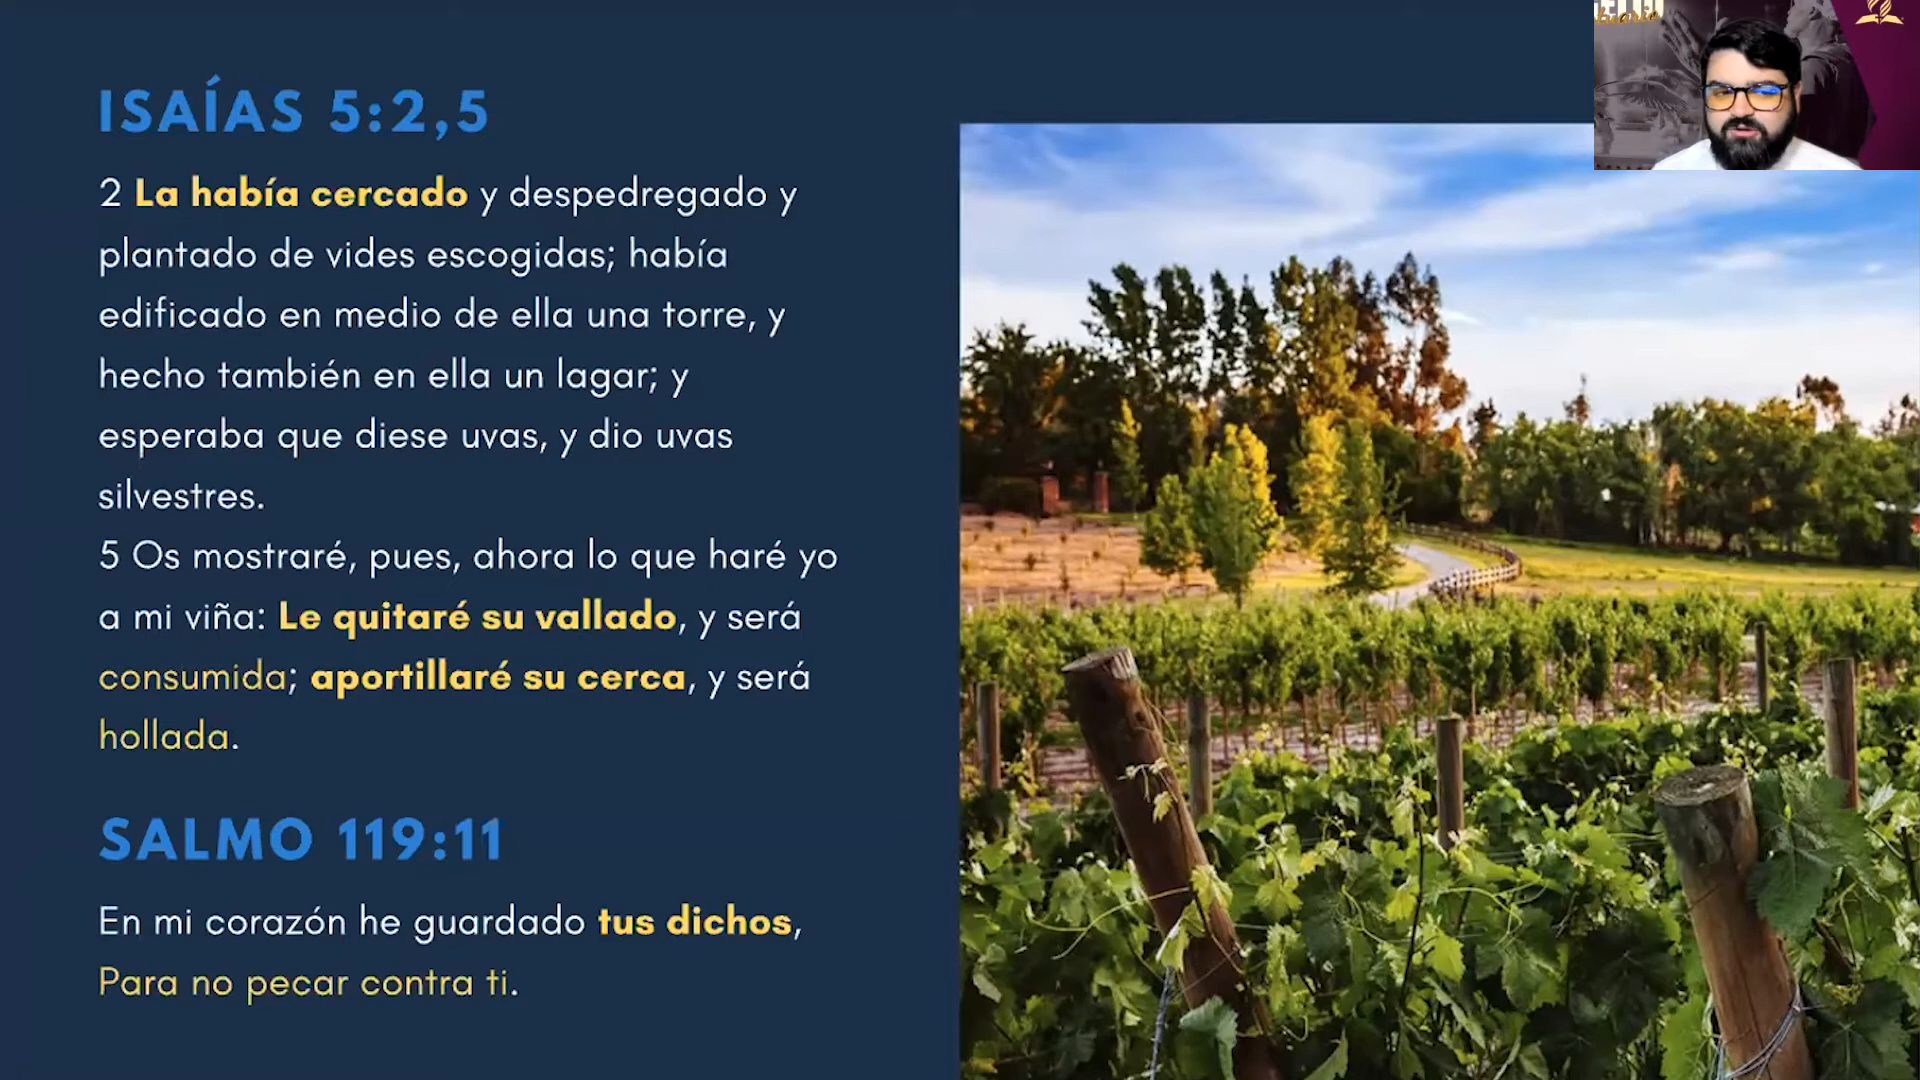 ISAÍAS 5:2,5
2 La había cercado y despedregado y
plantado de vides escogidas; había
edificado en medio de ella una torre, y
hecho también en ella un lagar; y
esperaba que diese uvas, y dio uvas
silvestres.
5 Os mostraré, pues, ahora lo que haré yo
a mi viña: Le quitaré su vallado, y será
consumida; aportillaré su cerca, y será
hollada.
SALMO 119:11
En mi corazón he guardado tus dichos,
Para no pecar contra ti.